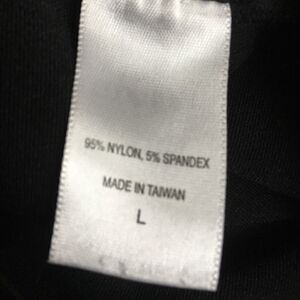 95% NYLON, 5% SPANDEX
MADE IN TAIWAN
L